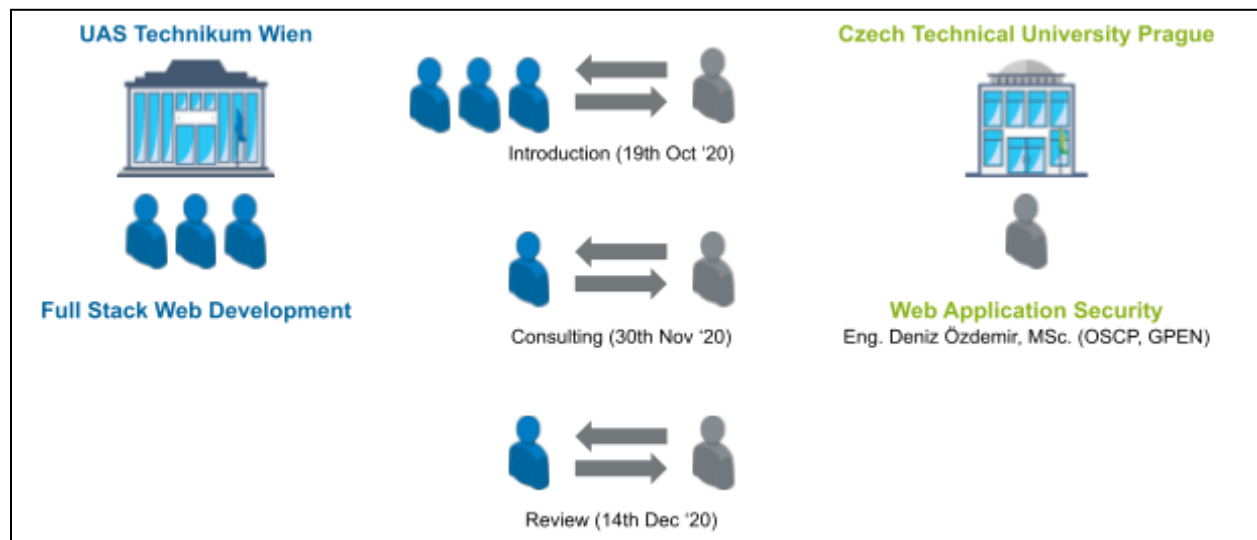 UAS Technikum Wien
Czech Technical University Prague
Introduction (19th Oct ‘20)
Full Stack Web Development
Consulting (30th Nov ‘20)
Web Application Security
Eng. Deniz Özdemir, MSc. (OSCP, GPEN)
Review (14th Dec ‘20)